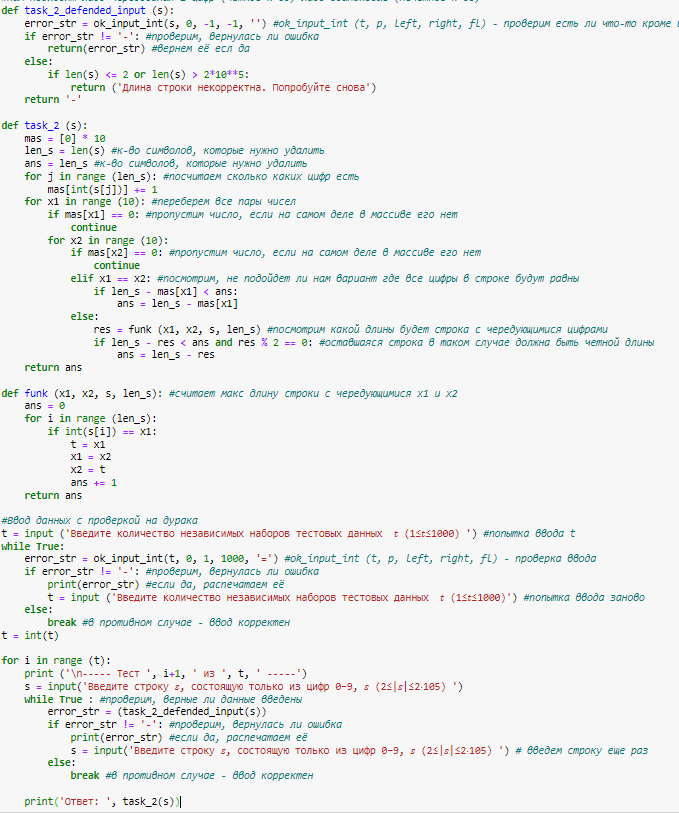 def task_2_defended_input (s):
    error_str = ok_input_int(s, 0, -1, -1, '') #ok_input_int (t, p, left, right, fl) - проверим есть ли что-то кроме
    if error_str != '-': #проверим, вернулась ли ошибка
        return(error_str) #вернем её есл да
    else:
        if len(s) <= 2 or len(s) > 2*10**5:
            return ('Длина строки некорректна. Попробуйте снова')
    return '-'
def task_2 (s):
    mas = [0] * 10
    len_s = len(s) #к-во символов, которые нужно удалить
    ans = len_s #к-во символов, которые нужно удалить
    for j in range (len_s): #посчитаем сколько каких цифр есть
        mas[int(s[j])] += 1
    for x1 in range (10): #переберем все пары чисел
        if mas[x1] == 0: #пропустим число, если на самом деле в массиве его нет
            continue
        for x2 in range (10):
            if mas[x2] == 0: #пропустим число, если на самом деле в массиве его нет
                continue
            elif x1 == x2: #посмотрим, не подойдет ли нам вариант где все цифры в строке будут равны
                if len_s - mas[x1] < ans:
                    ans = len_s - mas[x1]
            else:
                res = funk (x1, x2, s, len_s) #посмотрим какой длины будет строка с чередующимися цифрами
                if len_s - res < ans and res % 2 == 0: #оставшаяся строка в таком случае должна быть четной длины
                    ans = len_s - res
    return ans
def funk (x1, x2, s, len_s): #считает макс длину строки с чередующимися x1 и x2
    ans = 0
    for i in range (len_s):
        if int(s[i]) == x1:
            t = x1
            x1 = x2
            x2 = t
            ans += 1
    return ans
#Ввод данных с проверкой на дурака
t = input ('Введите количество независимых наборов тестовых данных  t (1≤t≤1000) ') #попытка ввода t
while True:
    error_str = ok_input_int(t, 0, 1, 1000, '=') #ok_input_int (t, p, left, right, fl) - проверка ввода
    if error_str != '-': #проверим, вернулась ли ошибка
        print(error_str) #если да, распечатаем её
        t = input ('Введите количество независимых наборов тестовых данных  t (1≤t≤1000)') #попытка ввода заново
    else:
        break #в противном случае - ввод корректен
t = int(t)
for i in range (t):
    print ('\n----- Тест ', i+1, ' из ', t, ' -----')
    s = input('Введите строку s, состоящую только из цифр 0-9, s (2≤|s|≤2⋅105) ')
    while True : #проверим, верные ли данные введены
        error_str = (task_2_defended_input(s))
        if error_str != '-': #проверим, вернулась ли ошибка
            print(error_str) #если да, распечатаем её
            s = input('Введите строку s, состоящую только из цифр 0-9, s (2≤|s|≤2⋅105) ') # введем строку еще раз
        else:
            break #в противном случае - ввод корректен
    print('Ответ: ', task_2(s))